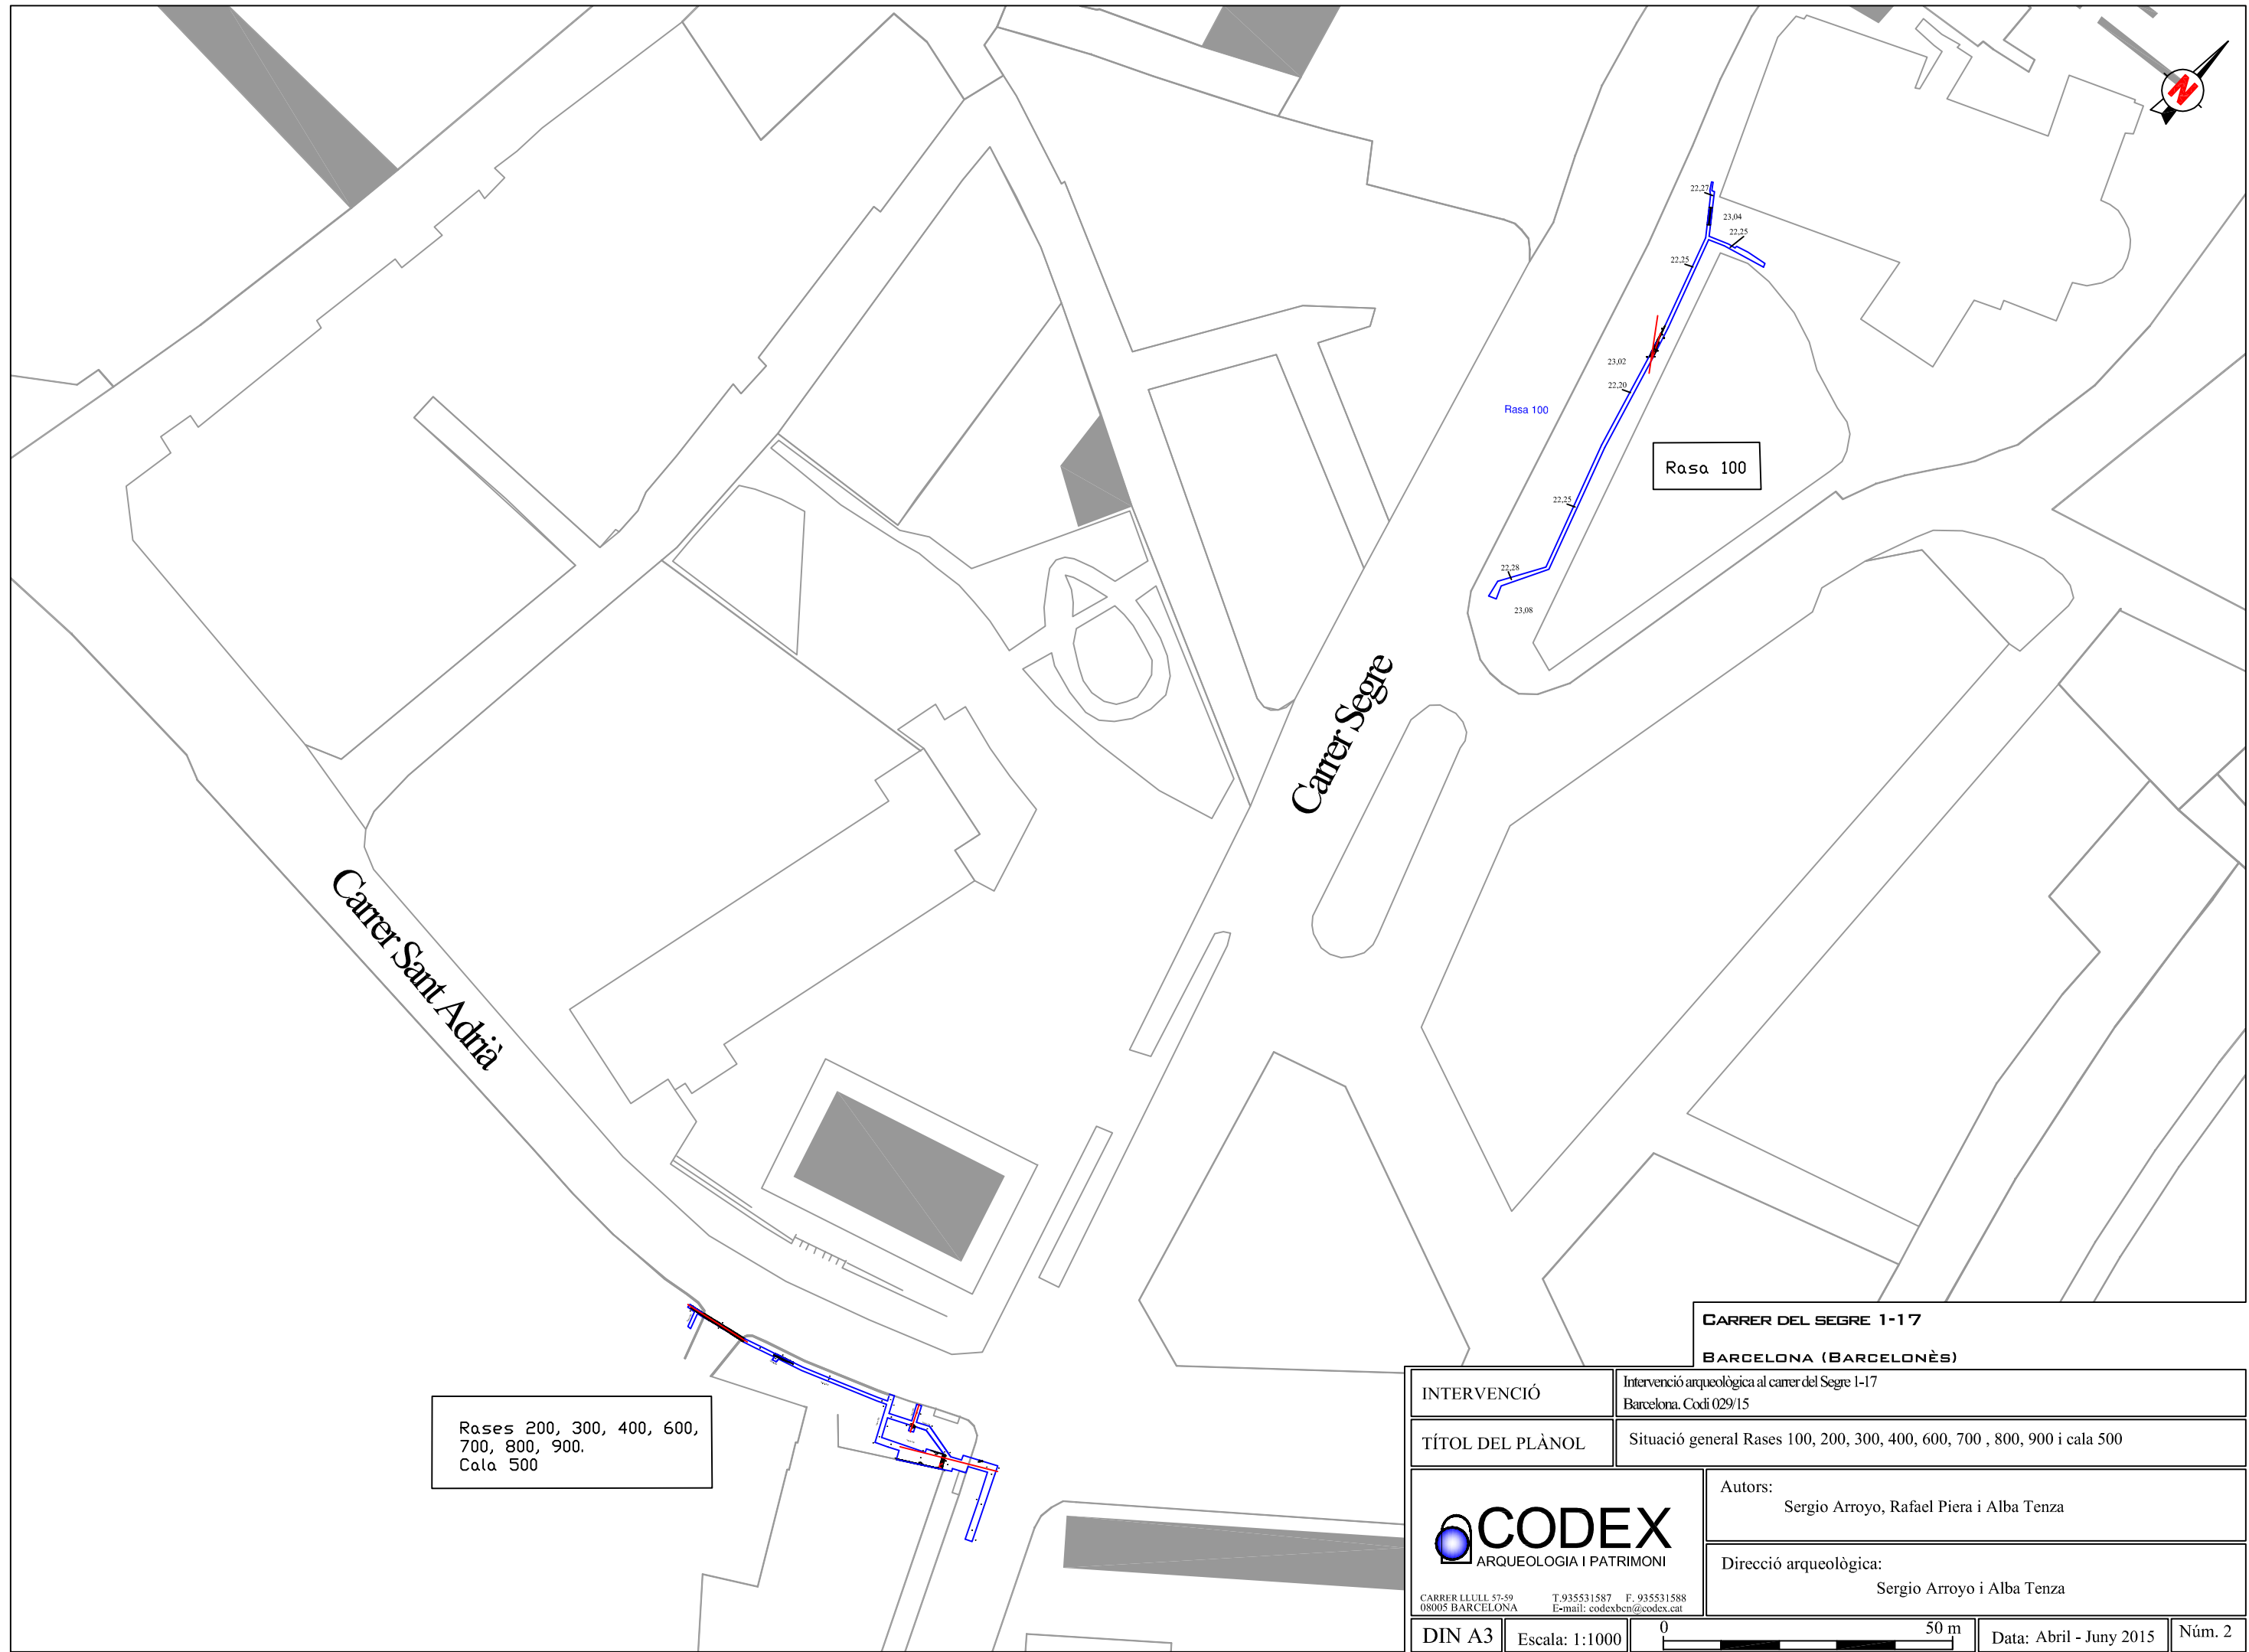 N
22,27
23,04
22,25
22,25
23,02
22,20
Rasa 100
Rasa 100
22,25
22,28
23,08
Carrer Segre
Carrer Sant Adrià
Rases 200, 300, 400, 600,
700, 800, 900.
Cala 500
CARRER DEL SEGRE 1-17
BARCELONA (BARCELONÈS)
INTERVENCIÓ
Intervenció arqueològica al carrer del Segre 1-17
Barcelona. Codi 029/15
TÍTOL DEL PLÀNOL
Situació general Rases 100, 200, 300, 400, 600, 700 , 800, 900 i cala 500
CODEX
ARQUEOLOGIA I PATRIMONI
CARRER LLULL 57-59
08005 BARCELONA
T.935531587 F. 935531588
E-mail: codexbcn@codex.cat
Autors:
Sergio Arroyo, Rafael Piera i Alba Tenza
Direcció arqueològica:
Sergio Arroyo i Alba Tenza
DIN A3
Escala: 1:1000
0 50 m
Data: Abril - Juny 2015
Núm. 2